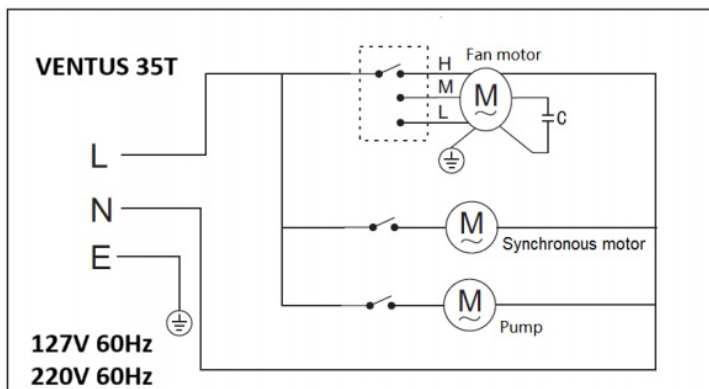 VENTUS 35T
Fan motor
H
M
L
M
C
L
N
E
M
Synchronous motor
M
Pump
127V 60Hz
220V 60Hz